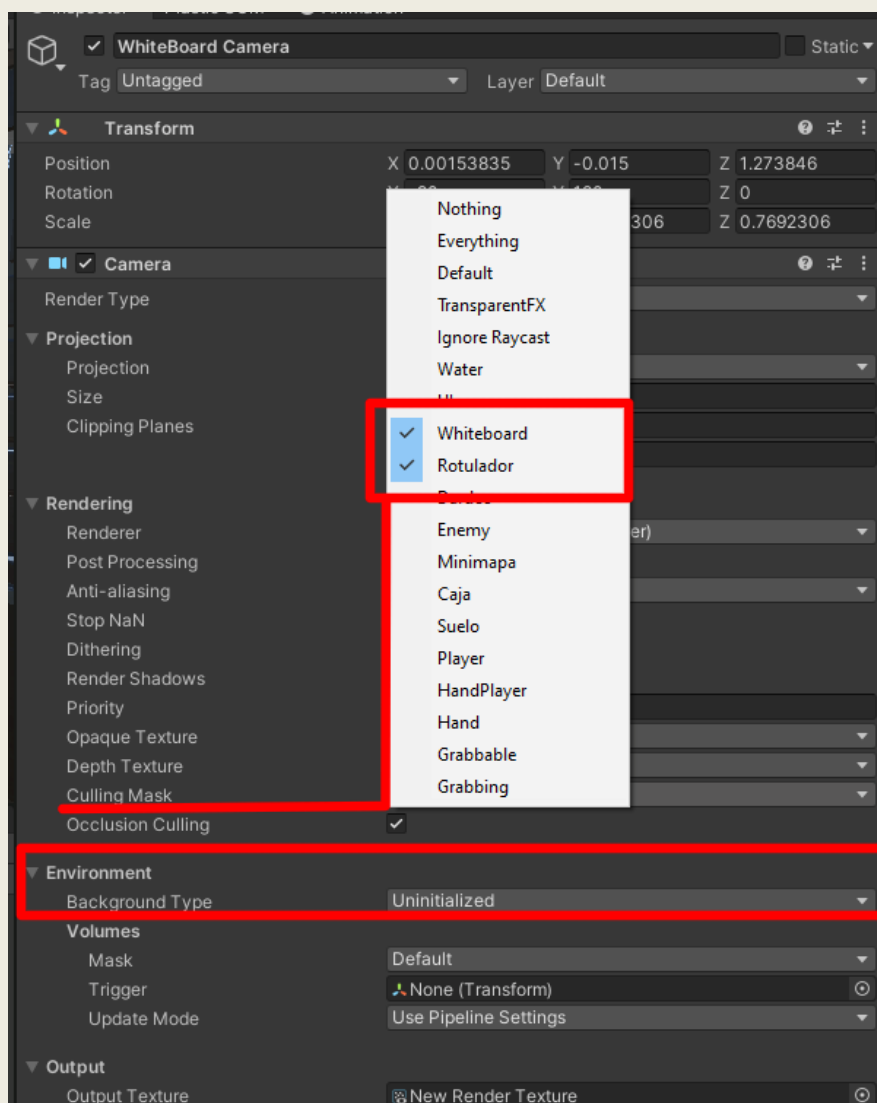 WhiteBoard Camera Static
Tag Untagged Layer Default
Transform
Position X 0.00153835 Y -0.015 Z 1.273846
Rotation Z 0
Scale 306 Z 0.7692306
Camera
Render Type
Projection
Projection
Size
Clipping Planes
Rendering
Renderer er)
Post Processing
Anti-aliasing
Stop NaN
Dithering
Render Shadows
Priority
Opaque Texture
Depth Texture
Culling Mask
Occlusion Culling
Nothing
Everything
Default
TransparentFX
Ignore Raycast
Water
Whiteboard
Rotulador
Enemy
Minimapa
Caja
Suelo
Player
HandPlayer
Hand
Grabbable
Grabbing
Environment
Background Type Uninitialized
Volumes
Mask Default
Trigger None (Transform)
Update Mode Use Pipeline Settings
Output
Output Texture New Render Texture